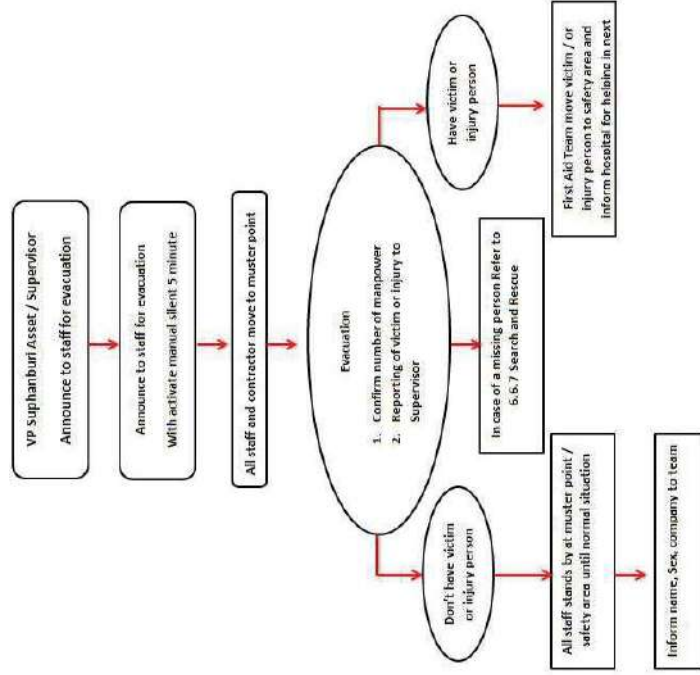 VP Suphanburi Asset / Supervisor
Announce to staff for evacuation
Announce to staff for evacuation
With activate manual silent 5 minute
All staff and contractor move to muster point
Evacuation
1. Confirm number of manpower
2. Reporting of victim or injury to
Supervisor
Don't have victim
or injury person
Have victim or
injury person
All staff stands by at muster point /
safety area until normal situation
In case of a missing person Refer to
6.6.7 Search and Rescue
First Aid Team move victim / or
injury person to safety area and
inform hospital for helping in next
Inform name, Sex, company to team